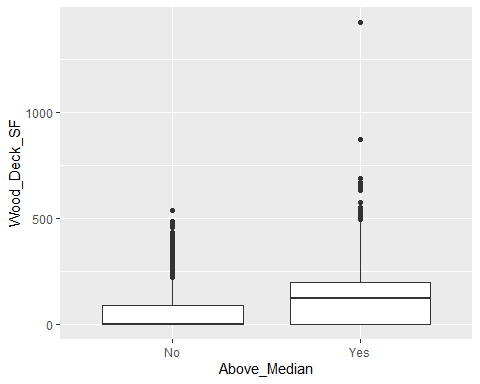 Wood_Deck_SF
1000
500
0
No
Yes
Above_Median